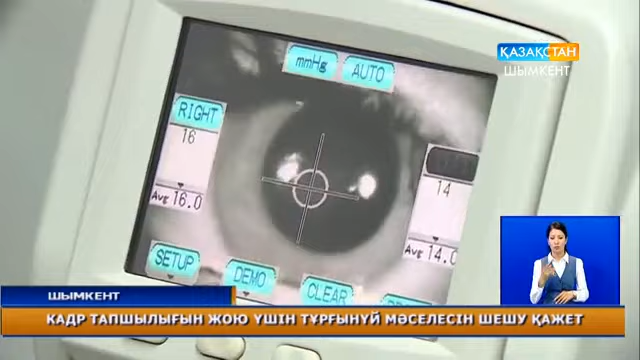 ҚАЗАҚСТАН
ШЫМКЕНТ
mmHg
AUTO
RIGHT
16
14
Avg 16.0
Avg 14.0
SETUP
DEMO
CLEAR
ШЫМКЕНТ
КАДР ТАПШЫЛЫҒЫН ЖОЮ ҮШІН ТҰРҒЫНҮЙ МӘСЕЛЕСІН ШЕШУ ҚАЖЕТ